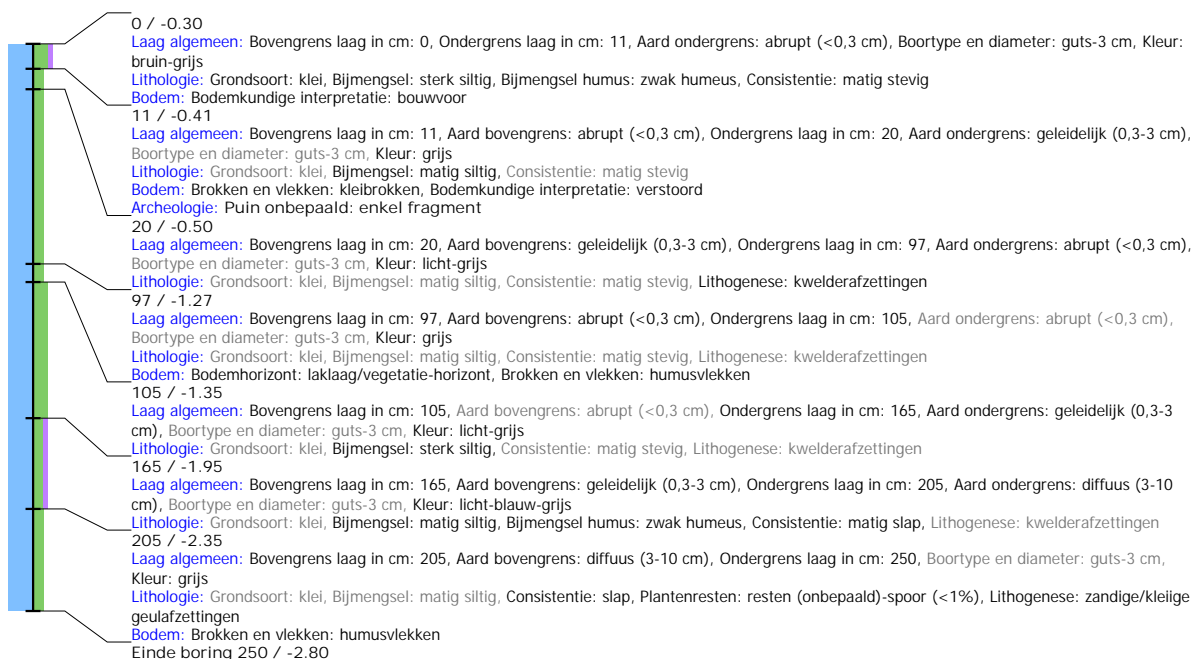 0 / -0.30
Laag algemeen: Bovengrens laag in cm: 0, Ondergrens laag in cm: 11, Aard ondergrens: abrupt (<0,3 cm), Boortype en diameter: guts-3 cm, Kleur:
bruin-grijs
Lithologie: Grondsoort: klei, Bijmengsel: sterk siltig, Bijmengsel humus: zwak humeus, Consistentie: matig stevig
Bodem: Bodemkundige interpretatie: bouwvoor
11 / -0.41
Laag algemeen: Bovengrens laag in cm: 11, Aard bovengrens: abrupt (<0,3 cm), Ondergrens laag in cm: 20, Aard ondergrens: geleidelijk (0,3-3 cm),
Boortype en diameter: guts-3 cm, Kleur: grijs
Lithologie: Grondsoort: klei, Bijmengsel: matig siltig, Consistentie: matig stevig
Bodem: Brokken en vlekken: kleibrokken, Bodemkundige interpretatie: verstoord
Archeologie: Puin onbepaald: enkel fragment
20 / -0.50
Laag algemeen: Bovengrens laag in cm: 20, Aard bovengrens: geleidelijk (0,3-3 cm), Ondergrens laag in cm: 97, Aard ondergrens: abrupt (<0,3 cm),
Boortype en diameter: guts-3 cm, Kleur: licht-grijs
Lithologie: Grondsoort: klei, Bijmengsel: matig siltig, Consistentie: matig stevig, Lithogenese: kwelderafzettingen
97 / -1.27
Laag algemeen: Bovengrens laag in cm: 97, Aard bovengrens: abrupt (<0,3 cm), Ondergrens laag in cm: 105, Aard ondergrens: abrupt (<0,3 cm),
Boortype en diameter: guts-3 cm, Kleur: grijs
Lithologie: Grondsoort: klei, Bijmengsel: matig siltig, Consistentie: matig stevig, Lithogenese: kwelderafzettingen
Bodem: Bodemhorizont: laklaag/vegetatie-horizont, Brokken en vlekken: humusvlekken
105 / -1.35
Laag algemeen: Bovengrens laag in cm: 105, Aard bovengrens: abrupt (<0,3 cm), Ondergrens laag in cm: 165, Aard ondergrens: geleidelijk (0,3-3
cm), Boortype en diameter: guts-3 cm, Kleur: licht-grijs
Lithologie: Grondsoort: klei, Bijmengsel: sterk siltig, Consistentie: matig stevig, Lithogenese: kwelderafzettingen
165 / -1.95
Laag algemeen: Bovengrens laag in cm: 165, Aard bovengrens: geleidelijk (0,3-3 cm), Ondergrens laag in cm: 205, Aard ondergrens: diffuus (3-10
cm), Boortype en diameter: guts-3 cm, Kleur: licht-blauw-grijs
Lithologie: Grondsoort: klei, Bijmengsel: matig siltig, Bijmengsel humus: zwak humeus, Consistentie: matig slap, Lithogenese: kwelderafzettingen
205 / -2.35
Laag algemeen: Bovengrens laag in cm: 205, Aard bovengrens: diffuus (3-10 cm), Ondergrens laag in cm: 250, Boortype en diameter: guts-3 cm,
Kleur: grijs
Lithologie: Grondsoort: klei, Bijmengsel: matig siltig, Consistentie: slap, Plantenresten: resten (onbepaald)-spoor (<1%), Lithogenese: zandige/kleiige
geulafzettingen
Bodem: Brokken en vlekken: humusvlekken
Einde boring 250 / -2.80